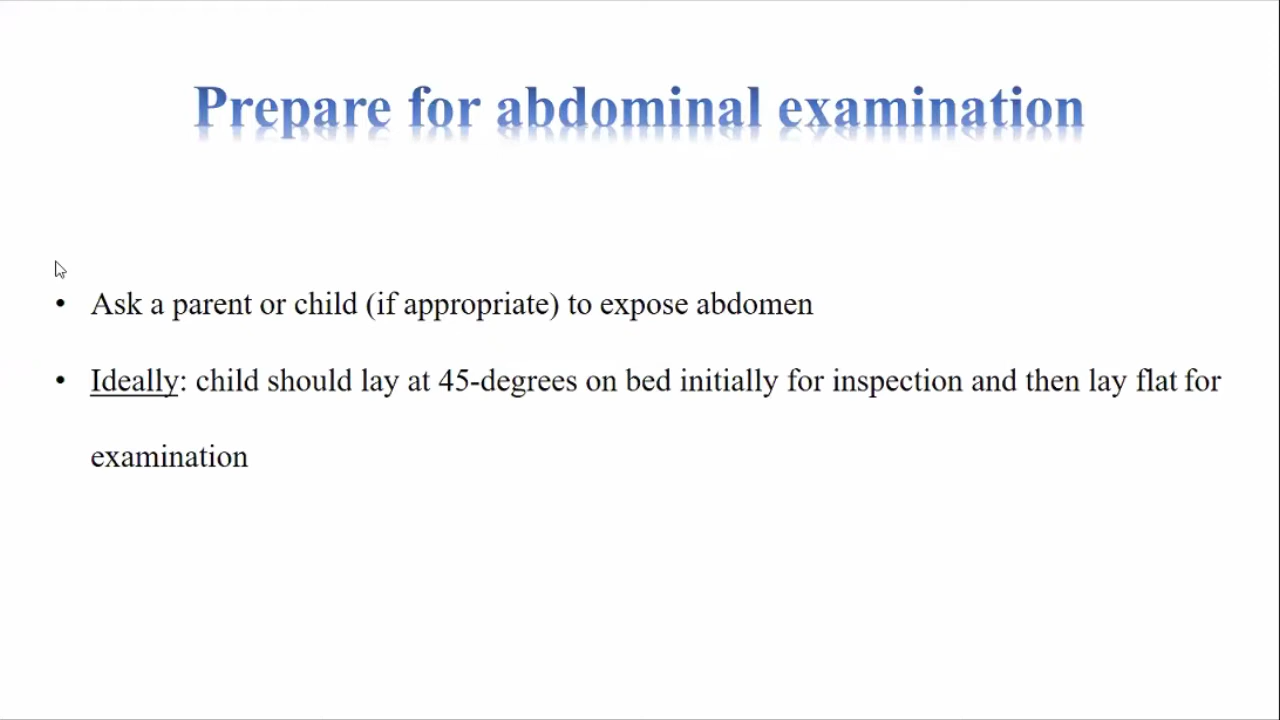 Prepare for abdominal examination
• Ask a parent or child (if appropriate) to expose abdomen
• Ideally: child should lay at 45-degrees on bed initially for inspection and then lay flat for
examination